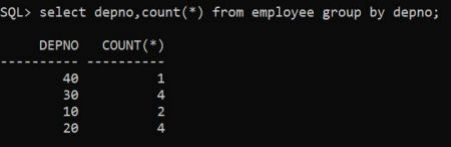 SQL> select depno,count(*) from employee group by depno;
DEPNO COUNT(*)
---------- ----------
40 1
30 4
10 2
20 4